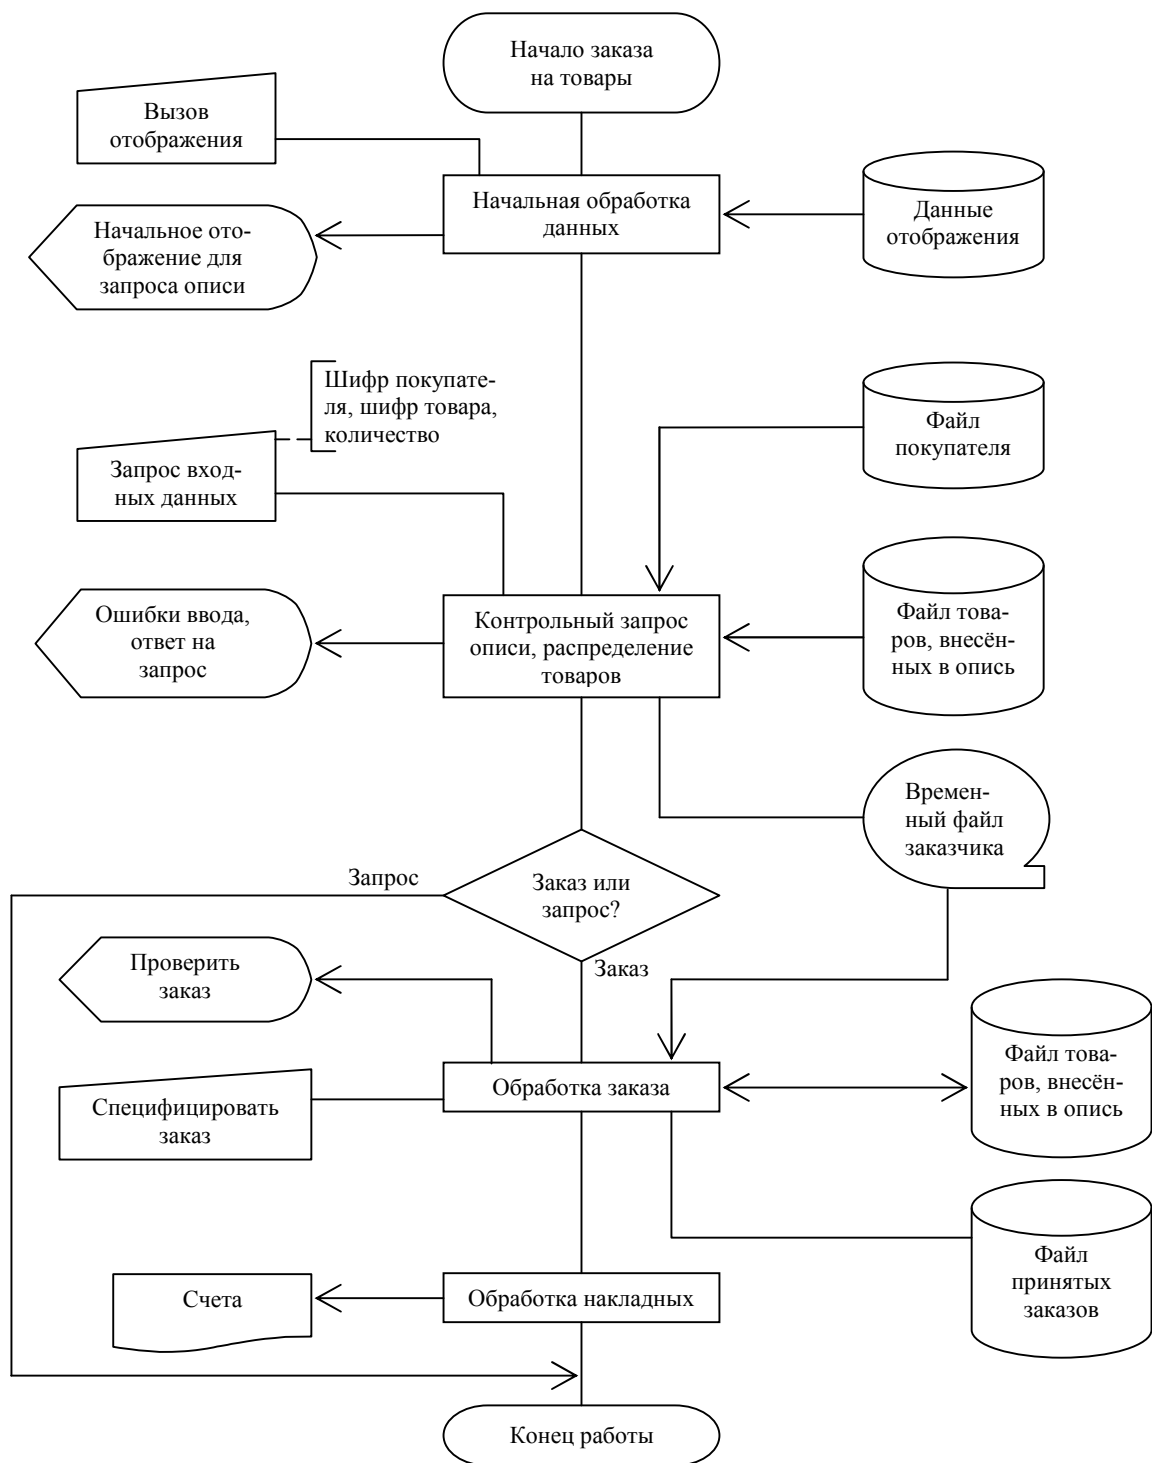 Начало заказа
на товары
Вызов
отображения
Начальная обработка
данных
Данные
отображения
Начальное ото-
бражение для
запроса описи
Шифр покупате-
ля, шифр товара,
количество
Файл
покупателя
Запрос вход-
ных данных
Ошибки ввода,
ответ на
запрос
Контрольный запрос
описи, распределение
товаров
Файл това-
ров, внесён-
ных в опись
Времен-
ный файл
заказчика
Запрос
Заказ или
запрос?
Заказ
Проверить
заказ
Файл това-
ров, внесён-
ных в опись
Обработка заказа
Специфицировать
заказ
Файл
принятых
заказов
Счета
Обработка накладных
Конец работы